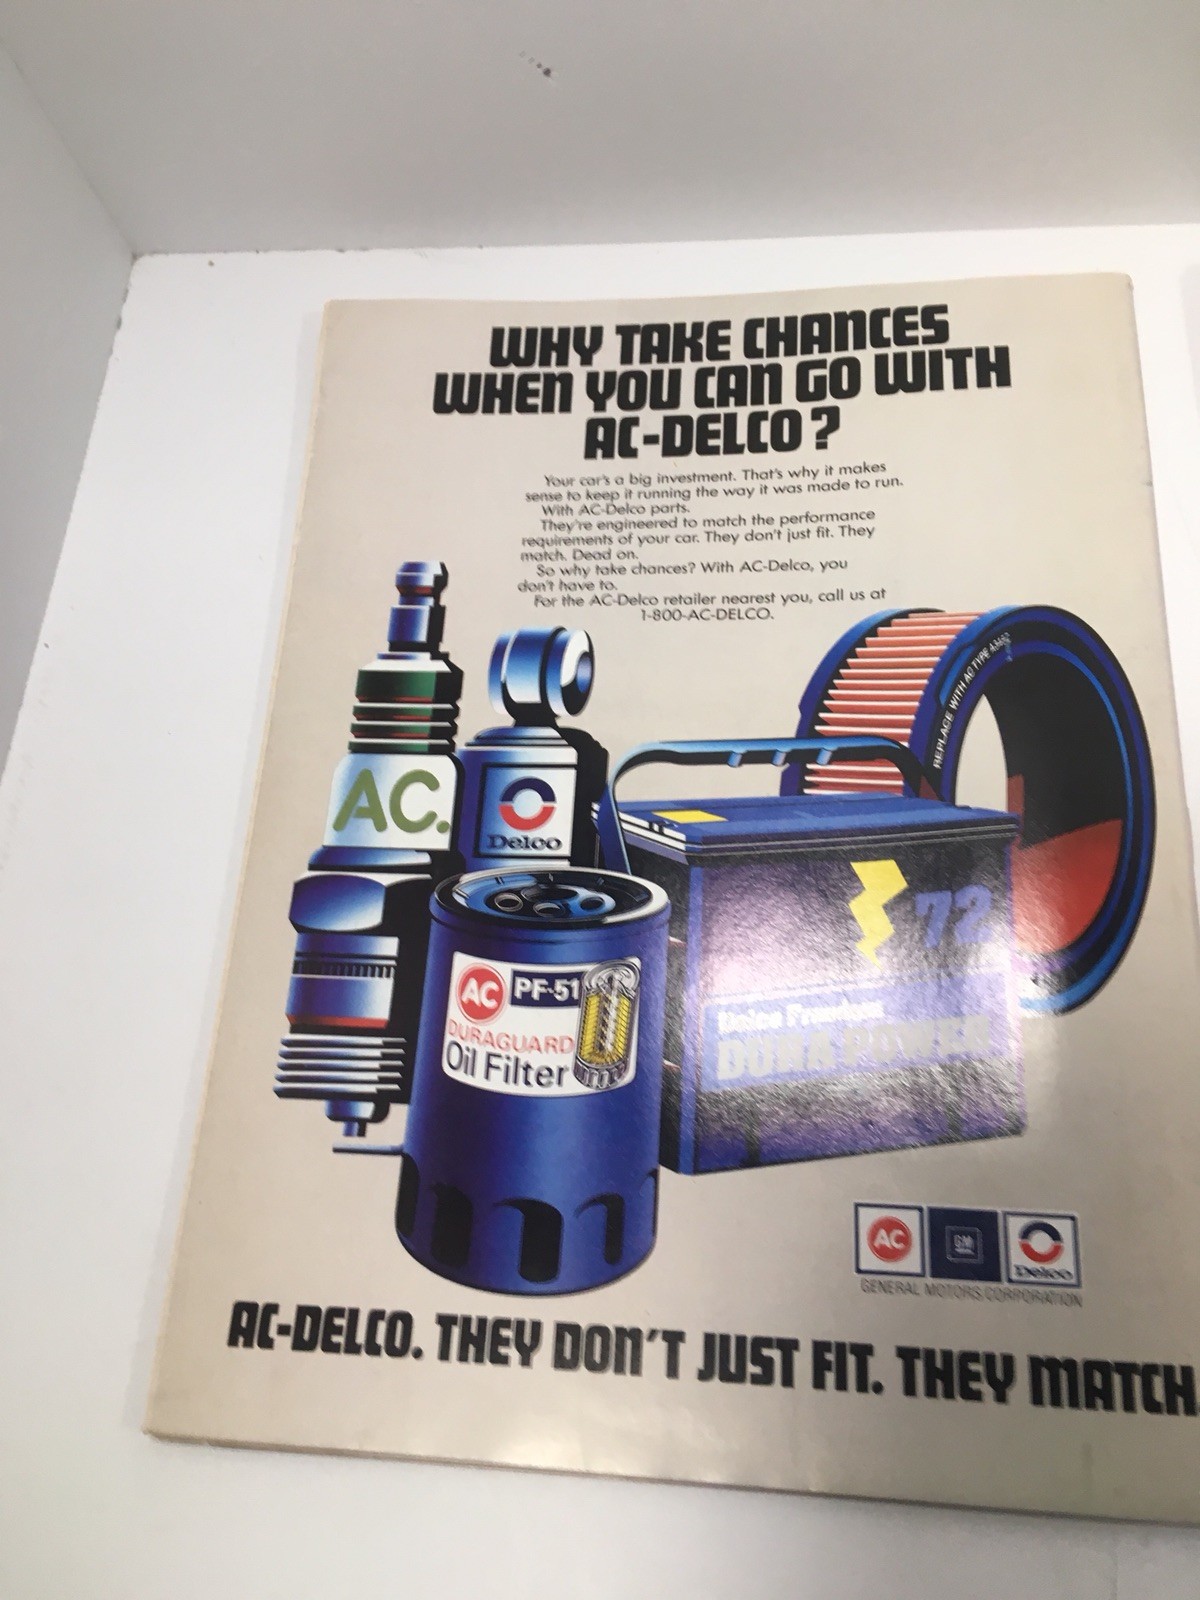 WHY TAKE CHANCES
WHEN YOU CAN GO WITH
AC-DELCO?
Your car's a big investment. That's why it makes
sense to keep it running the way it was made to run.
With AC-Delco parts.
They're engineered to match the performance
requirements of your car. They don't just fit. They
match. Dead on.
So why take chances? With AC-Delco, you
don't have to.
For the AC-Delco retailer nearest you, call us at
1-800-AC-DELCO.
REPLACE WITH AC TYPE
AC.
Delco
72
AC PF-51
DURAGUARD
Oil Filter
Delco Freedom
DURA POWER
AC GM Delco
GENERAL MOTORS CORPORATION
AC-DELCO. THEY DON'T JUST FIT. THEY MATCH.